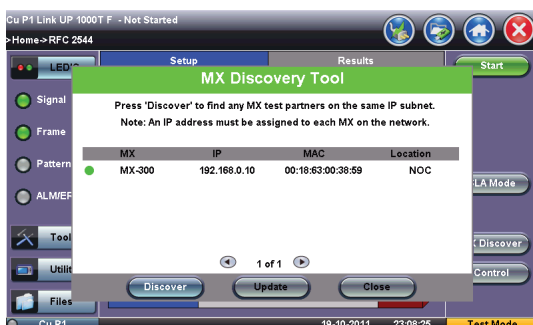 Cu P1 Link UP 1000T F - Not Started
>Home->RFC 2544
LED'S
Setup
Results
Start
MX Discovery Tool
Press 'Discover' to find any MX test partners on the same IP subnet.
Note: An IP address must be assigned to each MX on the network.
Signal
Frame
Pattern
ALM/ER
MX IP MAC Location
MX-300 192.168.0.10 00:18:63:00:38:59 NOC
LA Mode
Tool
Discover
1 of 1
Utilit
Control
Discover
Update
Close
Files
Cu P1
19-10-2011 23:08:25
Test Mode